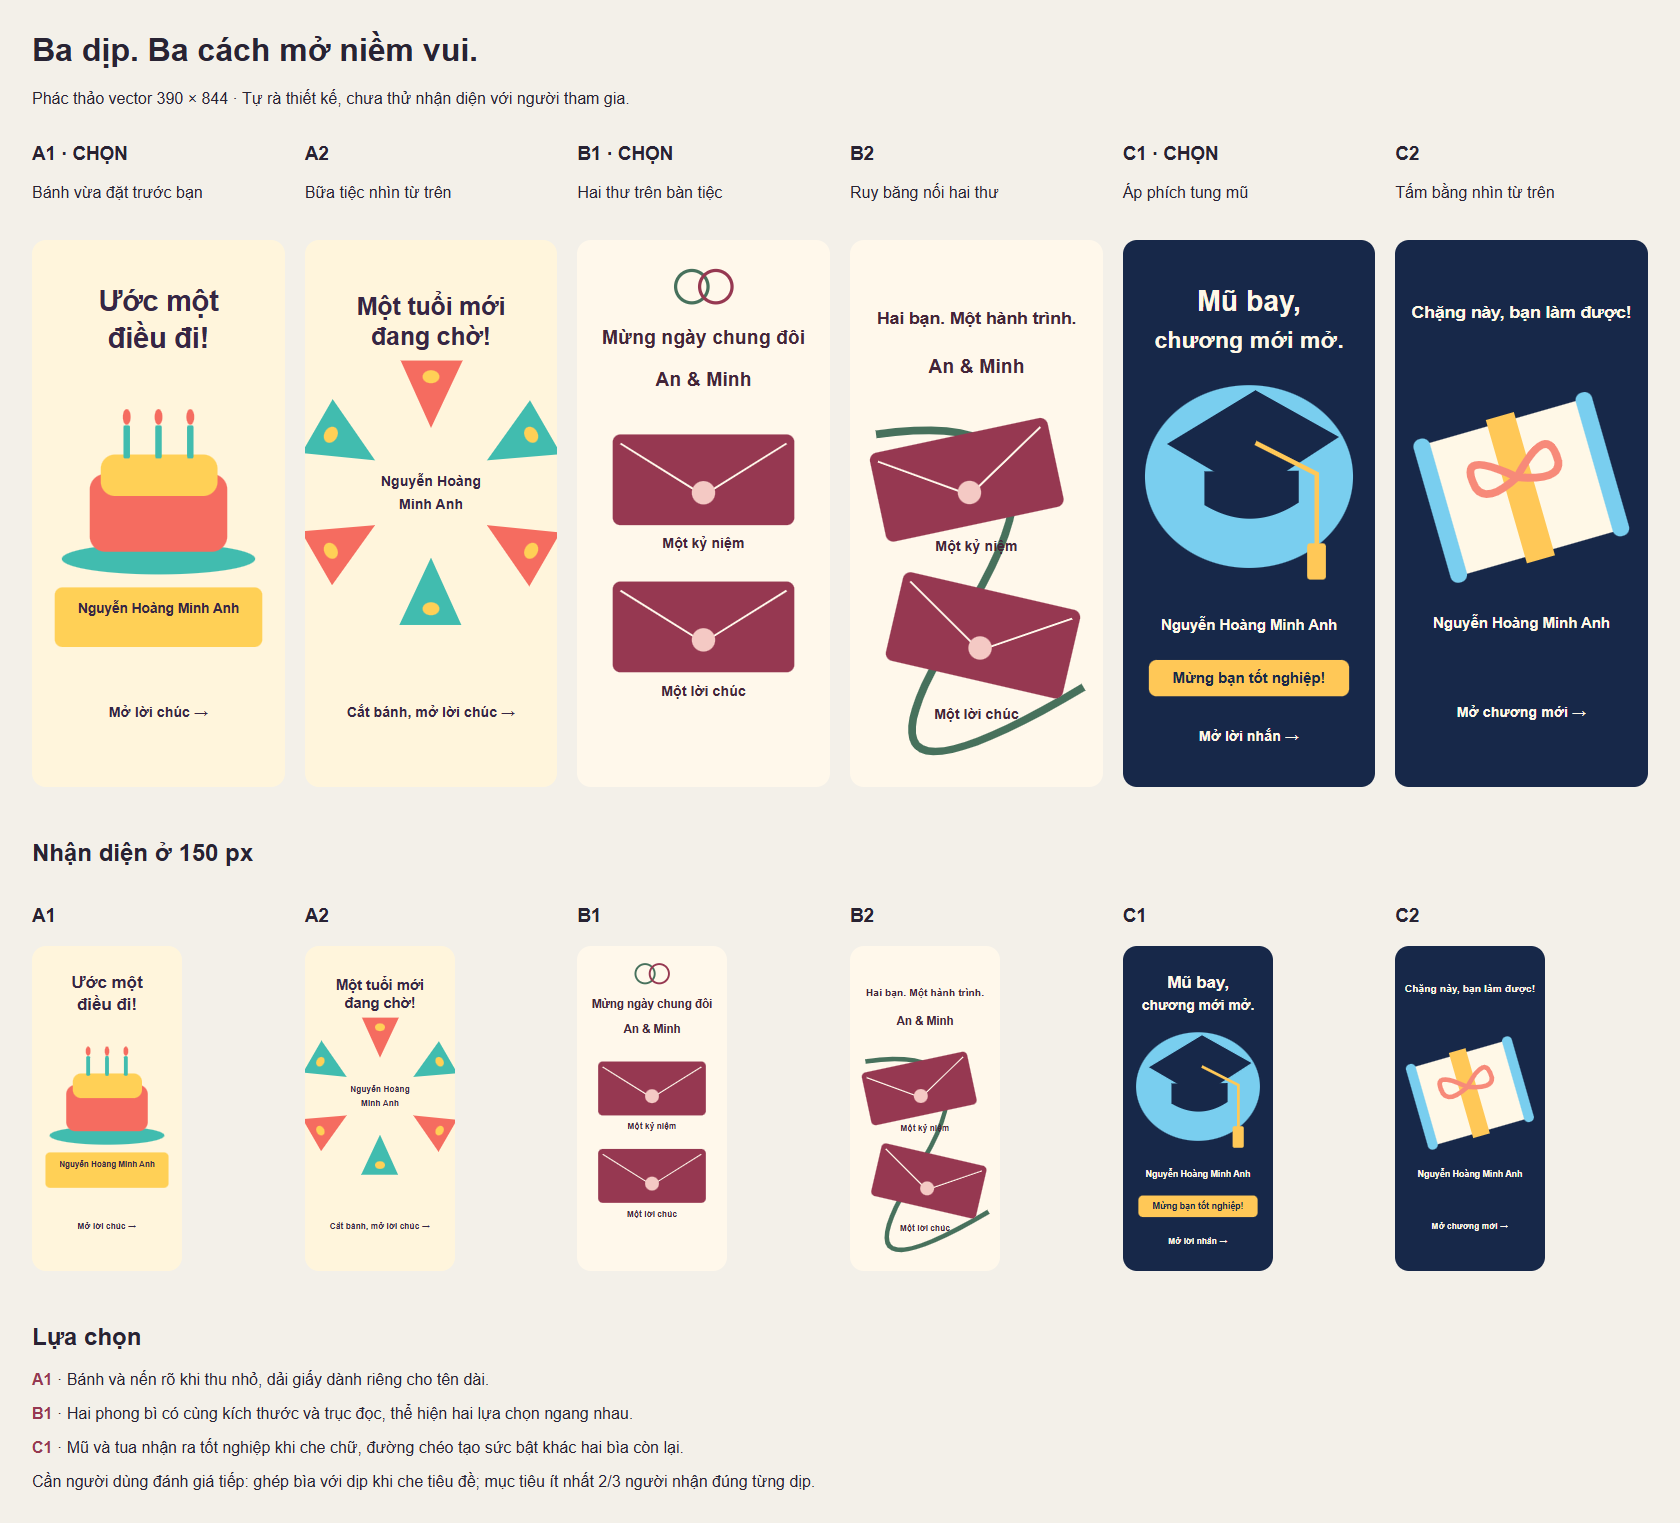 Ba dịp. Ba cách mở niềm vui.
Phác thảo vector 390 × 844 · Tự rà thiết kế, chưa thử nhận diện với người tham gia.
A1 · CHỌN
Bánh vừa đặt trước bạn
Ước một
điều đi!
Nguyễn Hoàng Minh Anh
Mở lời chúc →
A2
Bữa tiệc nhìn từ trên
Một tuổi mới
đang chờ!
Nguyễn Hoàng
Minh Anh
Cắt bánh, mở lời chúc →
B1 · CHỌN
Hai thư trên bàn tiệc
Mừng ngày chung đôi
An & Minh
Một kỷ niệm
Một lời chúc
B2
Ruy băng nối hai thư
Hai bạn. Một hành trình.
An & Minh
Một kỷ niệm
Một lời chúc
C1 · CHỌN
Áp phích tung mũ
Mũ bay,
chương mới mở.
Nguyễn Hoàng Minh Anh
Mừng bạn tốt nghiệp!
Mở lời nhắn →
C2
Tấm bằng nhìn từ trên
Chặng này, bạn làm được!
Nguyễn Hoàng Minh Anh
Mở chương mới →
Nhận diện ở 150 px
A1
Ước một
điều đi!
Nguyễn Hoàng Minh Anh
Mở lời chúc →
A2
Một tuổi mới
đang chờ!
Nguyễn Hoàng
Minh Anh
Cắt bánh, mở lời chúc →
B1
Mừng ngày chung đôi
An & Minh
Một kỷ niệm
Một lời chúc
B2
Hai bạn. Một hành trình.
An & Minh
Một kỷ niệm
Một lời chúc
C1
Mũ bay,
chương mới mở.
Nguyễn Hoàng Minh Anh
Mừng bạn tốt nghiệp!
Mở lời nhắn →
C2
Chặng này, bạn làm được!
Nguyễn Hoàng Minh Anh
Mở chương mới →
Lựa chọn
A1 · Bánh và nến rõ khi thu nhỏ, dải giấy dành riêng cho tên dài.
B1 · Hai phong bì có cùng kích thước và trục đọc, thể hiện hai lựa chọn ngang nhau.
C1 · Mũ và tua nhận ra tốt nghiệp khi che chữ, đường chéo tạo sức bật khác hai bìa còn lại.
Cần người dùng đánh giá tiếp: ghép bìa với dịp khi che tiêu đề; mục tiêu ít nhất 2/3 người nhận đúng từng dịp.